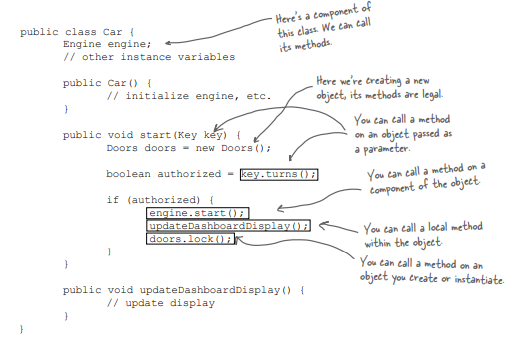 Here's a component of
this class. We can call
its methods.
public class Car {
Engine engine;
// other instance variables
public Car() {
// initialize engine, etc.
}
Here we're creating a new
object, its methods are legal.
public void start(Key key) {
Doors doors = new Doors();
You can call a method
on an object passed as
a parameter.
boolean authorized = key.turns();
You can call a method on a
component of the object.
if (authorized) {
engine.start();
updateDashboardDisplay();
doors.lock();
}
}
You can call a local method
within the object.
You can call a method on an
object you create or instantiate.
public void updateDashboardDisplay() {
// update display
}
}